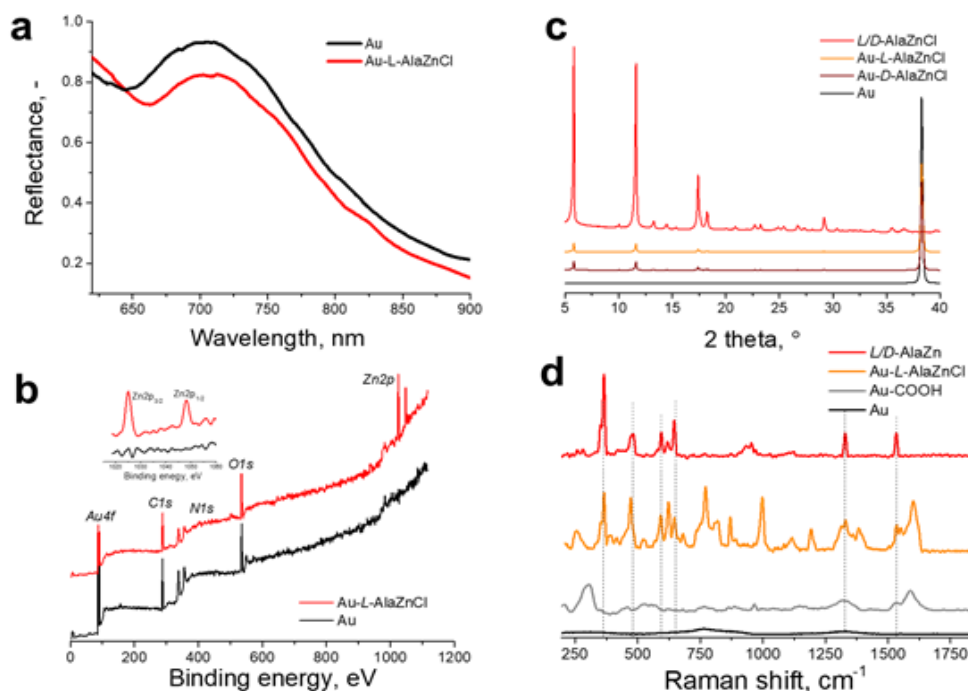 a
Au
Au-L-AlaZnCl
Reflectance, -
1.0
0.8
0.6
0.4
0.2
650
700
750
800
850
900
Wavelength, nm
b
Zn2p3/2
Zn2p1/2
Binding energy, eV
Zn2p
O1s
N1s
C1s
Au4f
Au-L-AlaZnCl
Au
0
200
400
600
800
1000
1200
Binding energy, eV
c
L/D-AlaZnCl
Au-L-AlaZnCl
Au-D-AlaZnCl
Au
5
10
15
20
25
30
35
40
2 theta, °
d
L/D-AlaZn
Au-L-AlaZnCl
Au-COOH
Au
250
500
750
1000
1250
1500
1750
Raman shift, cm-1